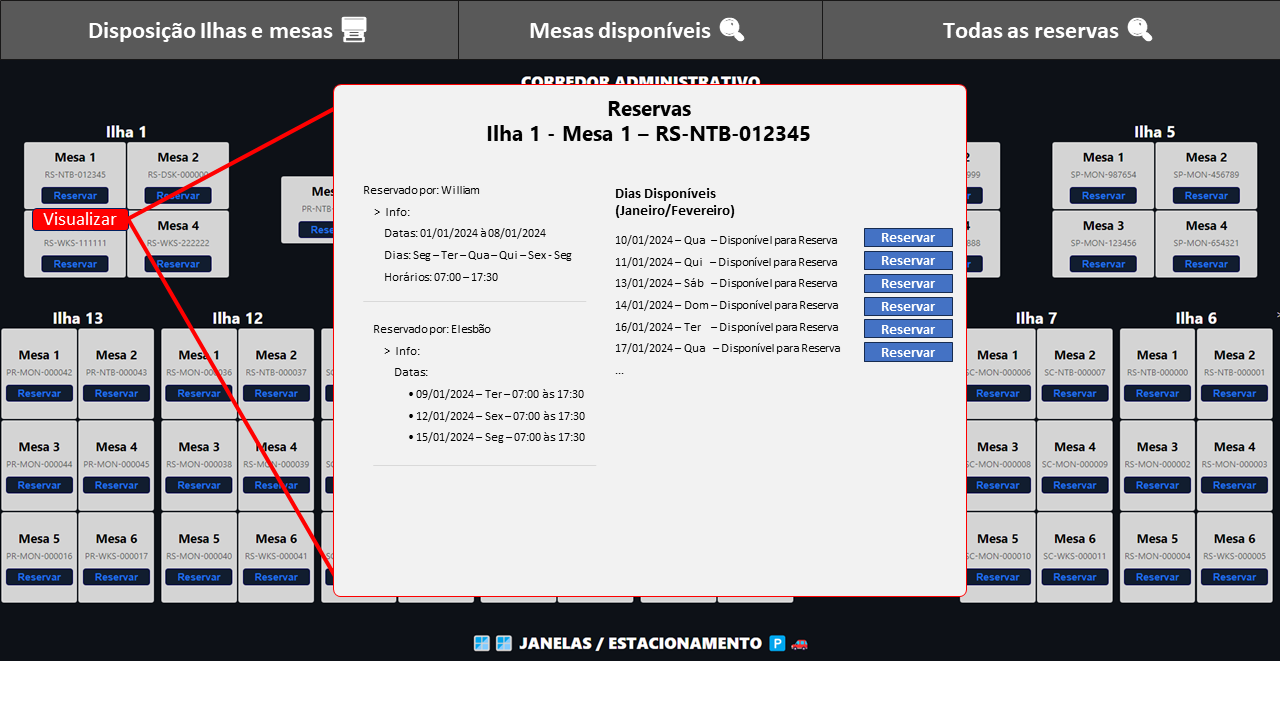 Disposição Ilhas e mesas
Mesas disponíveis
Todas as reservas
CORREDOR ADMINISTRATIVO
Ilha 1
Mesa 1
RS-NTB-012345
Reservar
Mesa 2
Reservar
Visualizar
RS-WKS-111111
Reservar
Mesa 4
RS-WKS-222222
Reservar
Ilha 5
Mesa 1
SP-MON-987654
Reservar
Mesa 2
SP-MON-456789
Reservar
Mesa 3
SP-MON-123456
Reservar
Mesa 4
SP-MON-654321
Reservar
Reservas
Ilha 1 - Mesa 1 – RS-NTB-012345
Reservado por: William
> Info:
Datas: 01/01/2024 à 08/01/2024
Dias: Seg – Ter – Qua – Qui – Sex - Seg
Horários: 07:00 – 17:30
Reservado por: Elesbão
> Info:
Datas:
• 09/01/2024 – Ter – 07:00 às 17:30
• 12/01/2024 – Sex – 07:00 às 17:30
• 15/01/2024 – Seg – 07:00 às 17:30
Dias Disponíveis
(Janeiro/Fevereiro)
10/01/2024 – Qua – Disponível para Reserva Reservar
11/01/2024 – Qui – Disponível para Reserva Reservar
13/01/2024 – Sáb – Disponível para Reserva Reservar
14/01/2024 – Dom – Disponível para Reserva Reservar
16/01/2024 – Ter – Disponível para Reserva Reservar
17/01/2024 – Qua – Disponível para Reserva Reservar
...
Ilha 13
Mesa 1
PR-MON-000042
Reservar
Mesa 2
PR-NTB-000043
Reservar
Mesa 3
PR-MON-000044
Reservar
Mesa 4
PR-MON-000045
Reservar
Mesa 5
PR-MON-000016
Reservar
Mesa 6
PR-WKS-000017
Reservar
Ilha 12
Mesa 1
RS-MON-000036
Reservar
Mesa 2
RS-NTB-000037
Reservar
Mesa 3
RS-MON-000038
Reservar
Mesa 4
RS-MON-000039
Reservar
Mesa 5
RS-MON-000040
Reservar
Mesa 6
RS-WKS-000041
Reservar
Ilha 7
Mesa 1
SC-MON-000006
Reservar
Mesa 2
SC-NTB-000007
Reservar
Mesa 3
SC-MON-000008
Reservar
Mesa 4
SC-MON-000009
Reservar
Mesa 5
SC-MON-000010
Reservar
Mesa 6
SC-WKS-000011
Reservar
Ilha 6
Mesa 1
RS-NTB-000000
Reservar
Mesa 2
RS-NTB-000001
Reservar
Mesa 3
RS-MON-000002
Reservar
Mesa 4
RS-MON-000003
Reservar
Mesa 5
RS-MON-000004
Reservar
Mesa 6
RS-WKS-000005
Reservar
JANELAS / ESTACIONAMENTO P